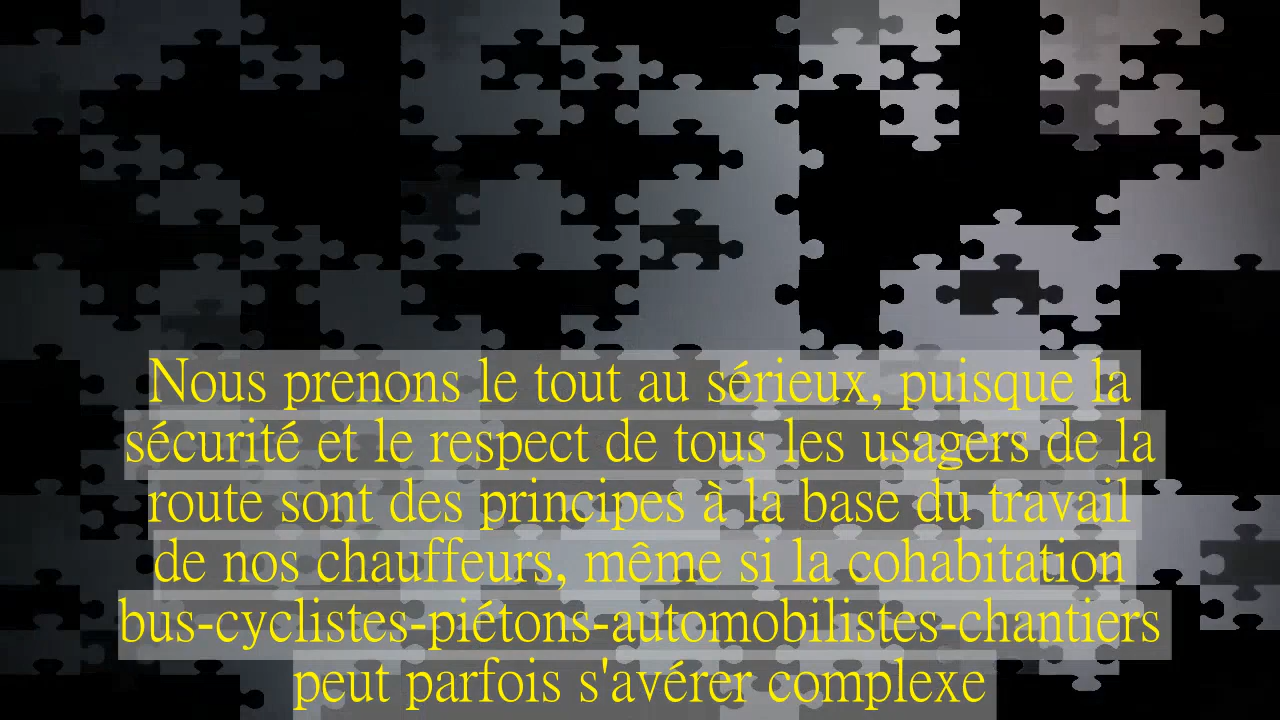 Nous prenons le tout au sérieux, puisque la
sécurité et le respect de tous les usagers de la
route sont des principes à la base du travail
de nos chauffeurs, même si la cohabitation
bus-cyclistes-piétons-automobilistes-chantiers
peut parfois s'avérer complexe